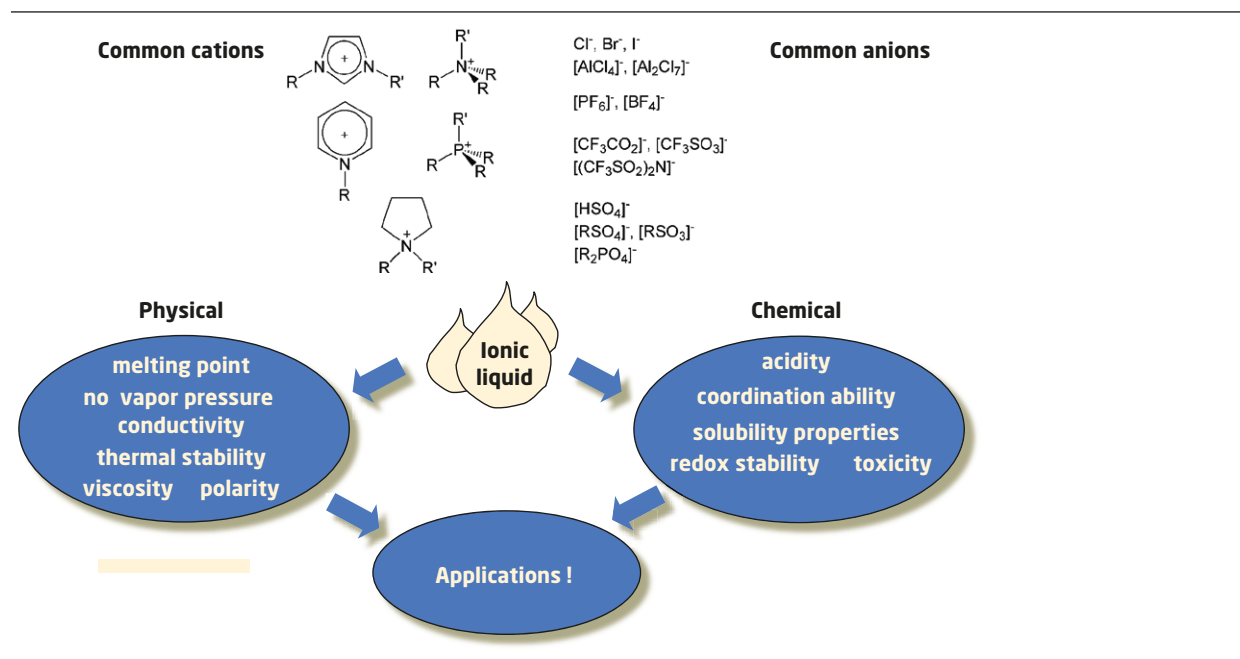 Common cations
Common anions
+
N
N
R
R'
R'
N+
R
R
R
+
N
R
R'
P+
R
R
R
+
N
R
R'
Cl-, Br-, I-
[AlCl4]-, [Al2Cl7]-
[PF6]-, [BF4]-
[CF3CO2]-, [CF3SO3]-
[(CF3SO2)2N]-
[HSO4]-
[RSO4]-, [RSO3]-
[R2PO4]-
Physical
Chemical
Ionic
liquid
melting point
no vapor pressure
conductivity
thermal stability
viscosity polarity
acidity
coordination ability
solubility properties
redox stability toxicity
Applications !